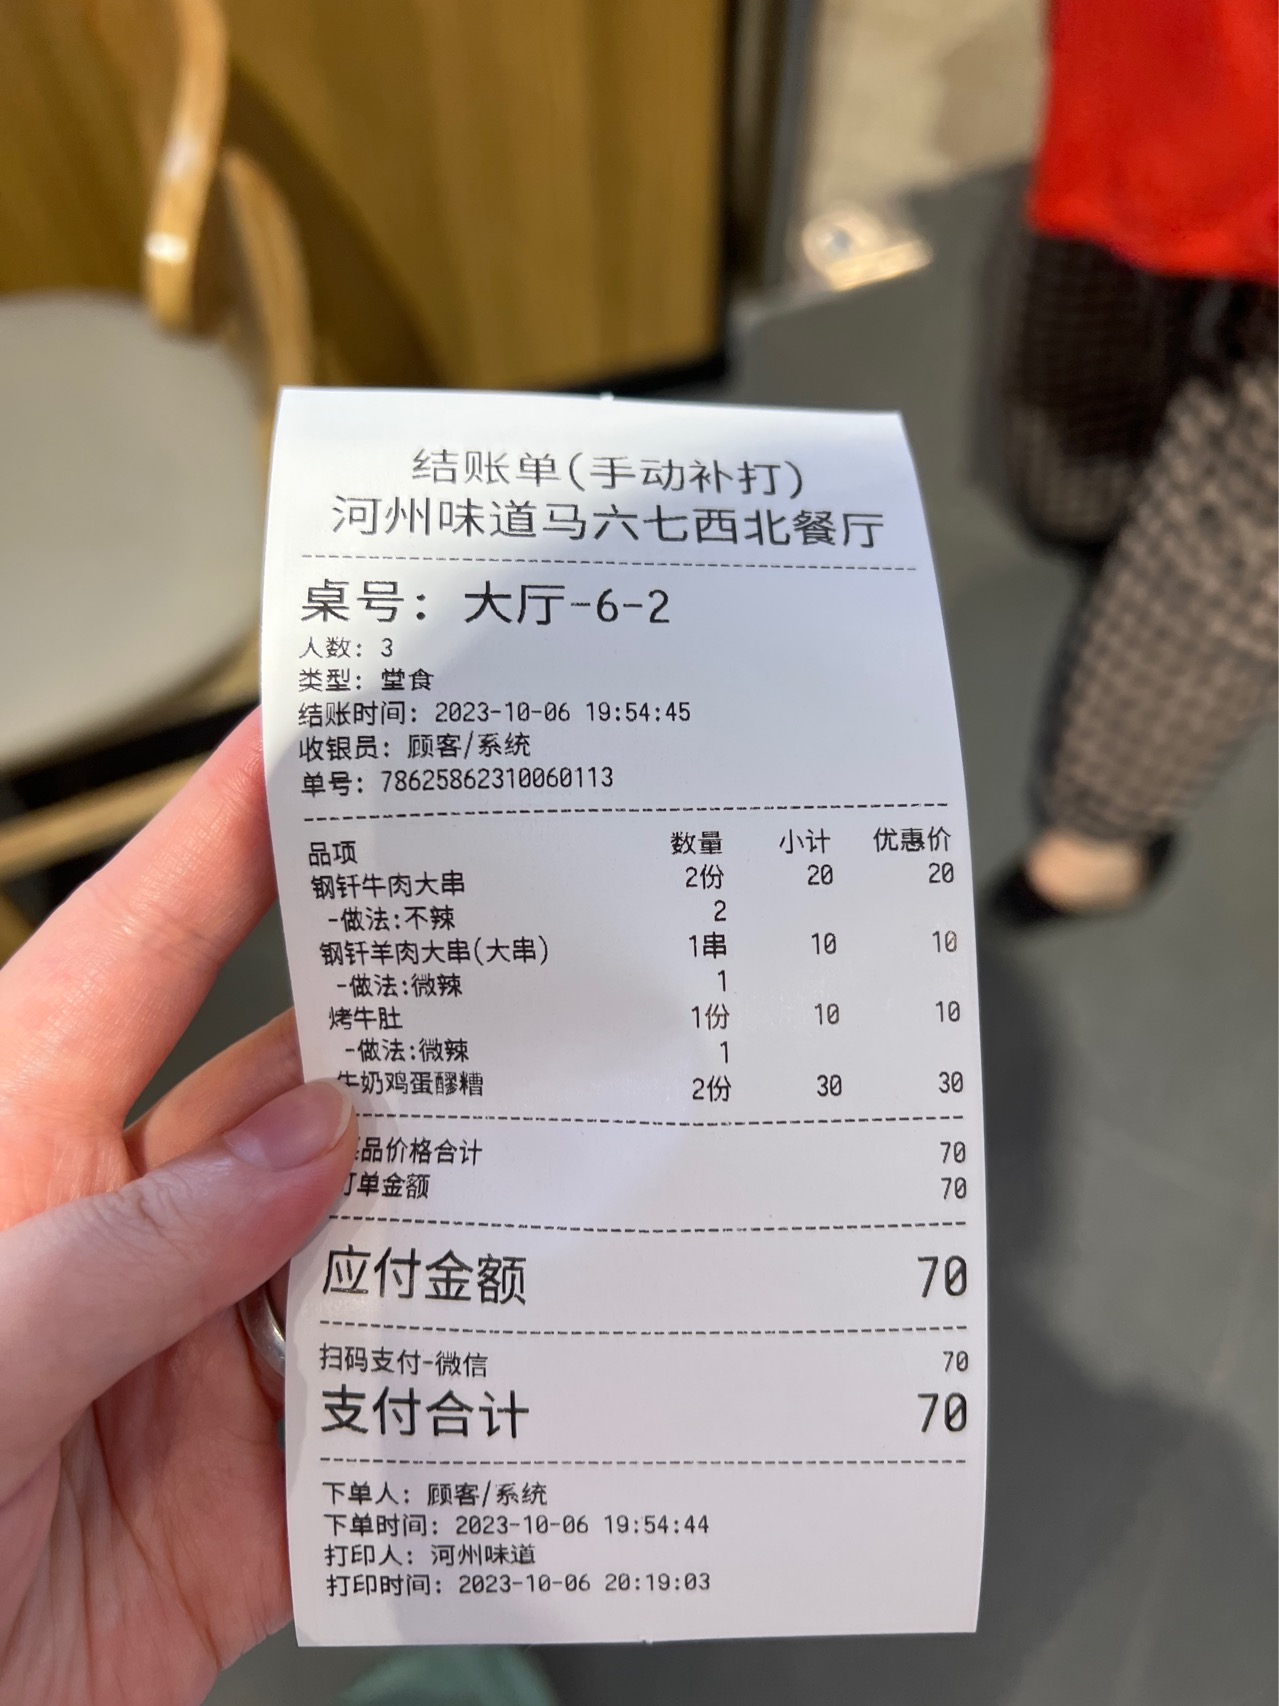 结账单(手动补打)
河州味道马六七西北餐厅
桌号: 大厅-6-2
人数: 3
类型: 堂食
结账时间: 2023-10-06 19:54:45
收银员: 顾客/系统
单号: 78625862310060113
品项 数量 小计 优惠价
钢钎牛肉大串 2份 20 20
-做法:不辣 2
钢钎羊肉大串(大串) 1串 10 10
-做法:微辣 1
烤牛肚 1份 10 10
-做法:微辣 1
牛奶鸡蛋醪糟 2份 30 30
品价格合计 70
单金额 70
应付金额 70
扫码支付-微信 70
支付合计 70
下单人: 顾客/系统
下单时间: 2023-10-06 19:54:44
打印人: 河州味道
打印时间: 2023-10-06 20:19:03